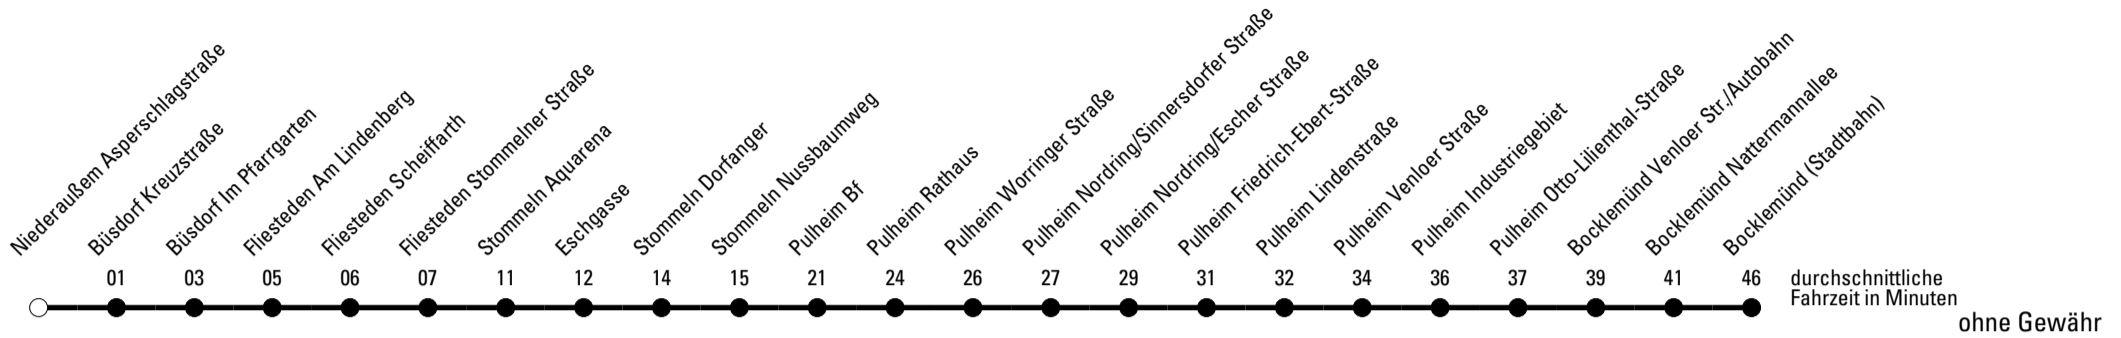 Niederaußem Asperschlagstraße
Büsdorf Kreuzstraße
Büsdorf Im Pfarrgarten
Fliesteden Am Lindenberg
Fliesteden Scheiffarth
Fliesteden Stommelner Straße
Stommeln Aquarena
Eschgasse
Stommeln Dorfanger
Stommeln Nussbaumweg
Pulheim Bf
Pulheim Rathaus
Pulheim Worringer Straße
Pulheim Nordring/Sinnersdorfer Straße
Pulheim Nordring/Escher Straße
Pulheim Friedrich-Ebert-Straße
Pulheim Lindenstraße
Pulheim Venloer Straße
Pulheim Industriegebiet
Pulheim Otto-Lilienthal-Straße
Bocklemünd Venloer Str./Autobahn
Bocklemünd Nattermannallee
Bocklemünd (Stadtbahn)
01 03 05 06 07 11 12 14 15 21 24 26 27 29 31 32 34 36 37 39 41 46 durchschnittliche
Fahrzeit in Minuten
ohne Gewähr